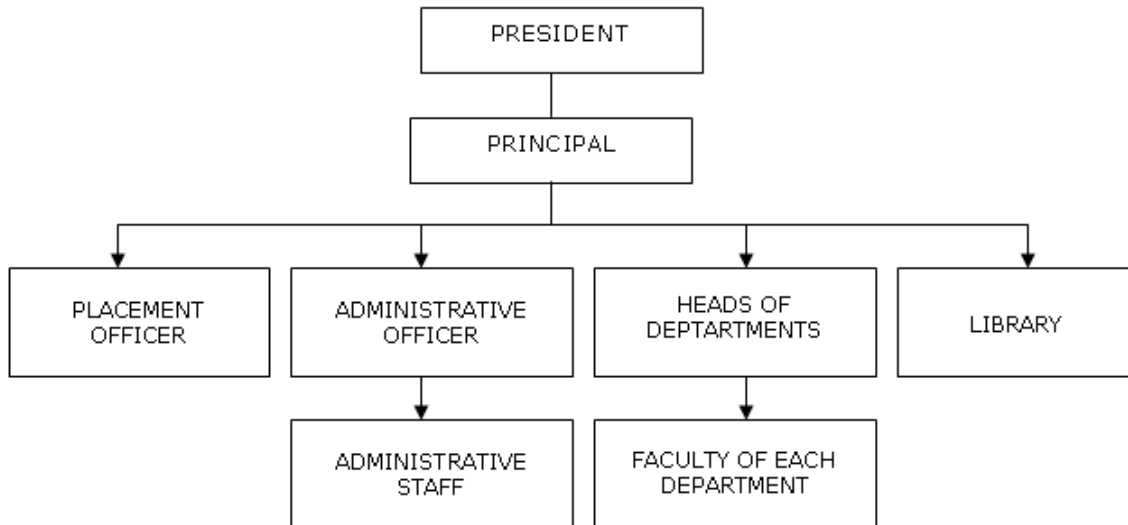 PRESIDENT
PRINCIPAL
PLACEMENT
OFFICER
ADMINISTRATIVE
OFFICER
HEADS OF
DEPTARTMENTS
LIBRARY
ADMINISTRATIVE
STAFF
FACULTY OF EACH
DEPARTMENT